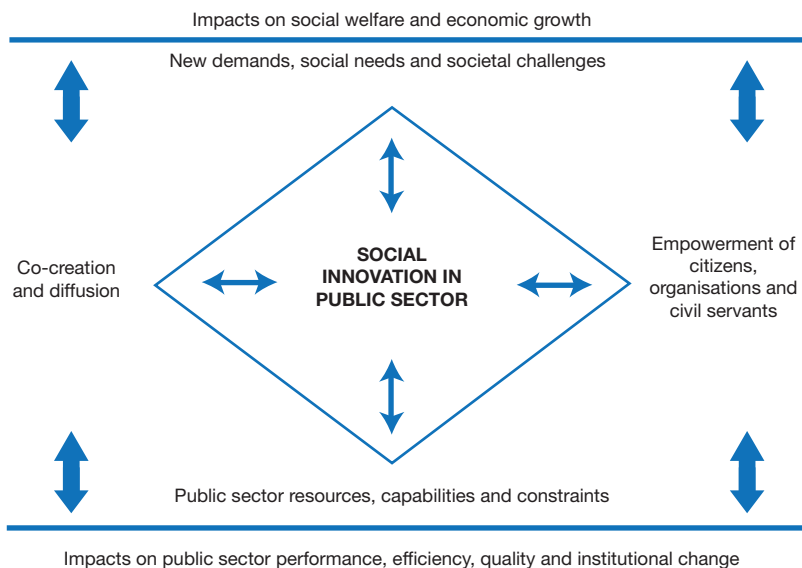 Impacts on social welfare and economic growth
New demands, social needs and societal challenges
Co-creation
and diffusion
SOCIAL
INNOVATION IN
PUBLIC SECTOR
Empowerment of
citizens,
organisations and
civil servants
Public sector resources, capabilities and constraints
Impacts on public sector performance, efficiency, quality and institutional change